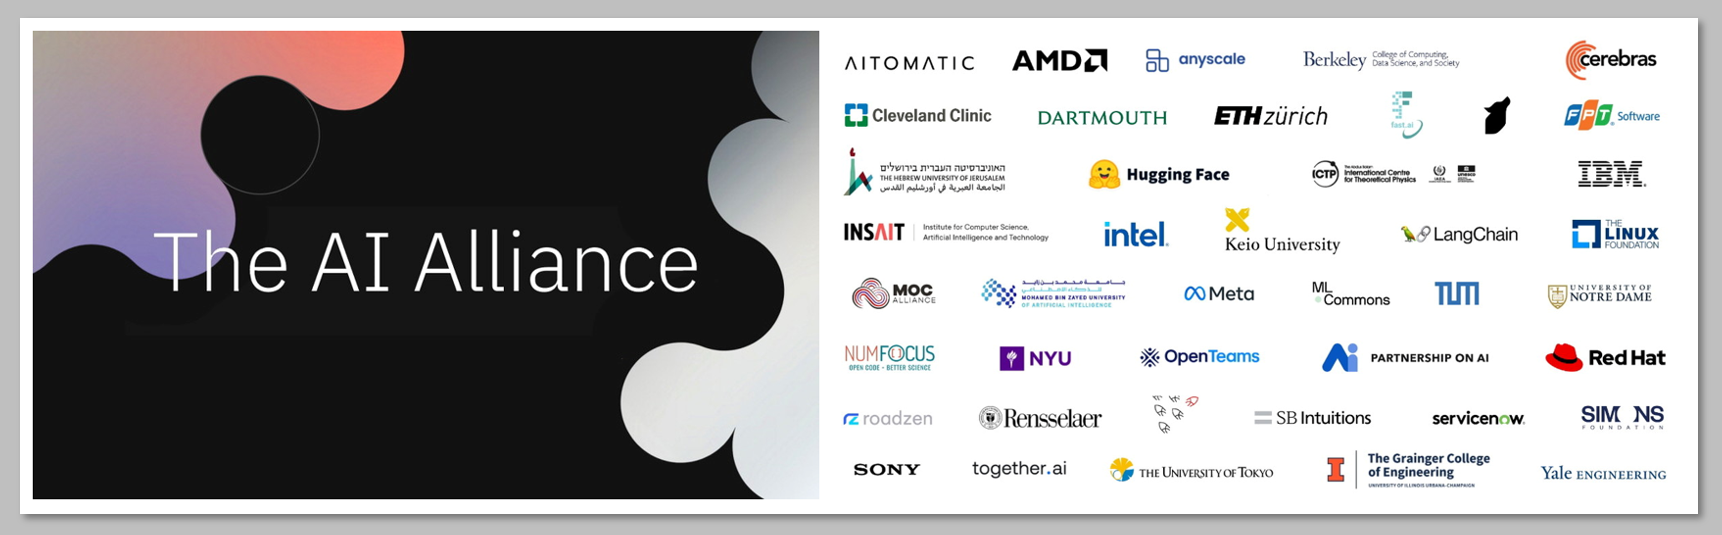 The AI Alliance
AITOMATIC
AMD
anyscale
Berkeley
College of Computing,
Data Science, and Society
cerebras
Cleveland Clinic
DARTMOUTH
ETH zürich
fast.ai
FPT Software
האוניברסיטה העברית בירושלים
THE HEBREW UNIVERSITY OF JERUSALEM
الجامعة العبرية في أورشليم القدس
Hugging Face
ICTP
International Centre
for Theoretical Physics
IBM
INSAIT
Institute for Computer Science,
Artificial Intelligence and Technology
intel
Keio University
LangChain
THE
LINUX
FOUNDATION
MOC
ALLIANCE
MOHAMED BIN ZAYED UNIVERSITY
OF ARTIFICIAL INTELLIGENCE
Meta
ML
Commons
TUM
UNIVERSITY OF
NOTRE DAME
NUMFOCUS
OPEN CODE = BETTER SCIENCE
NYU
OpenTeams
PARTNERSHIP ON AI
Red Hat
roadzen
Rensselaer
SB Intuitions
servicenow
SIMONS
FOUNDATION
SONY
together.ai
THE UNIVERSITY OF TOKYO
The Grainger College
of Engineering
UNIVERSITY OF ILLINOIS URBANA-CHAMPAIGN
Yale ENGINEERING